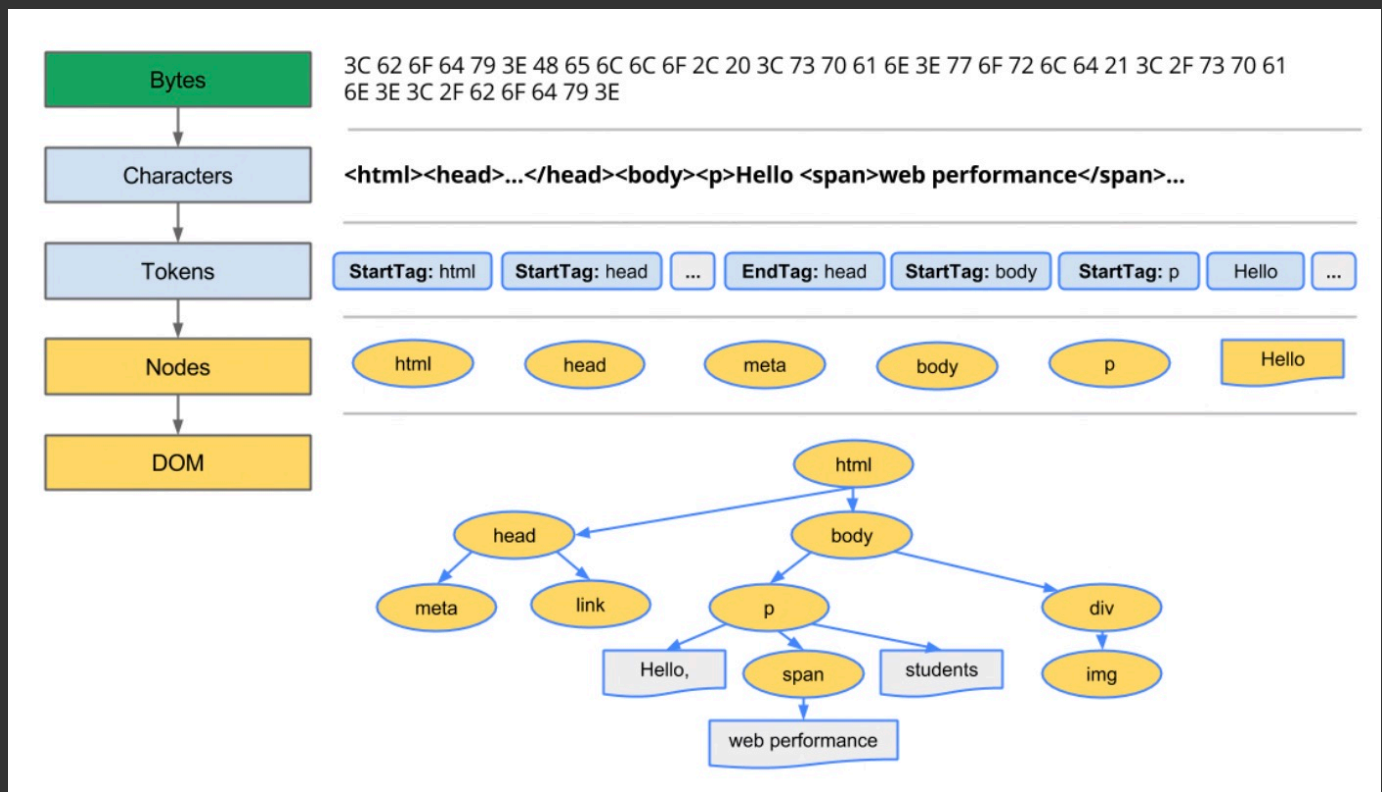 Bytes
3C 62 6F 64 79 3E 48 65 6C 6C 6F 2C 20 3C 73 70 61 6E 3E 77 6F 72 6C 64 21 3C 2F 73 70 61
6E 3E 3C 2F 62 6F 64 79 3E
Characters
<html><head>...</head><body><p>Hello <span>web performance</span>...
Tokens
StartTag: html StartTag: head ... EndTag: head StartTag: body StartTag: p Hello ...
Nodes
html head meta body p Hello
DOM
html
head body
meta link p div
Hello, span students img
web performance